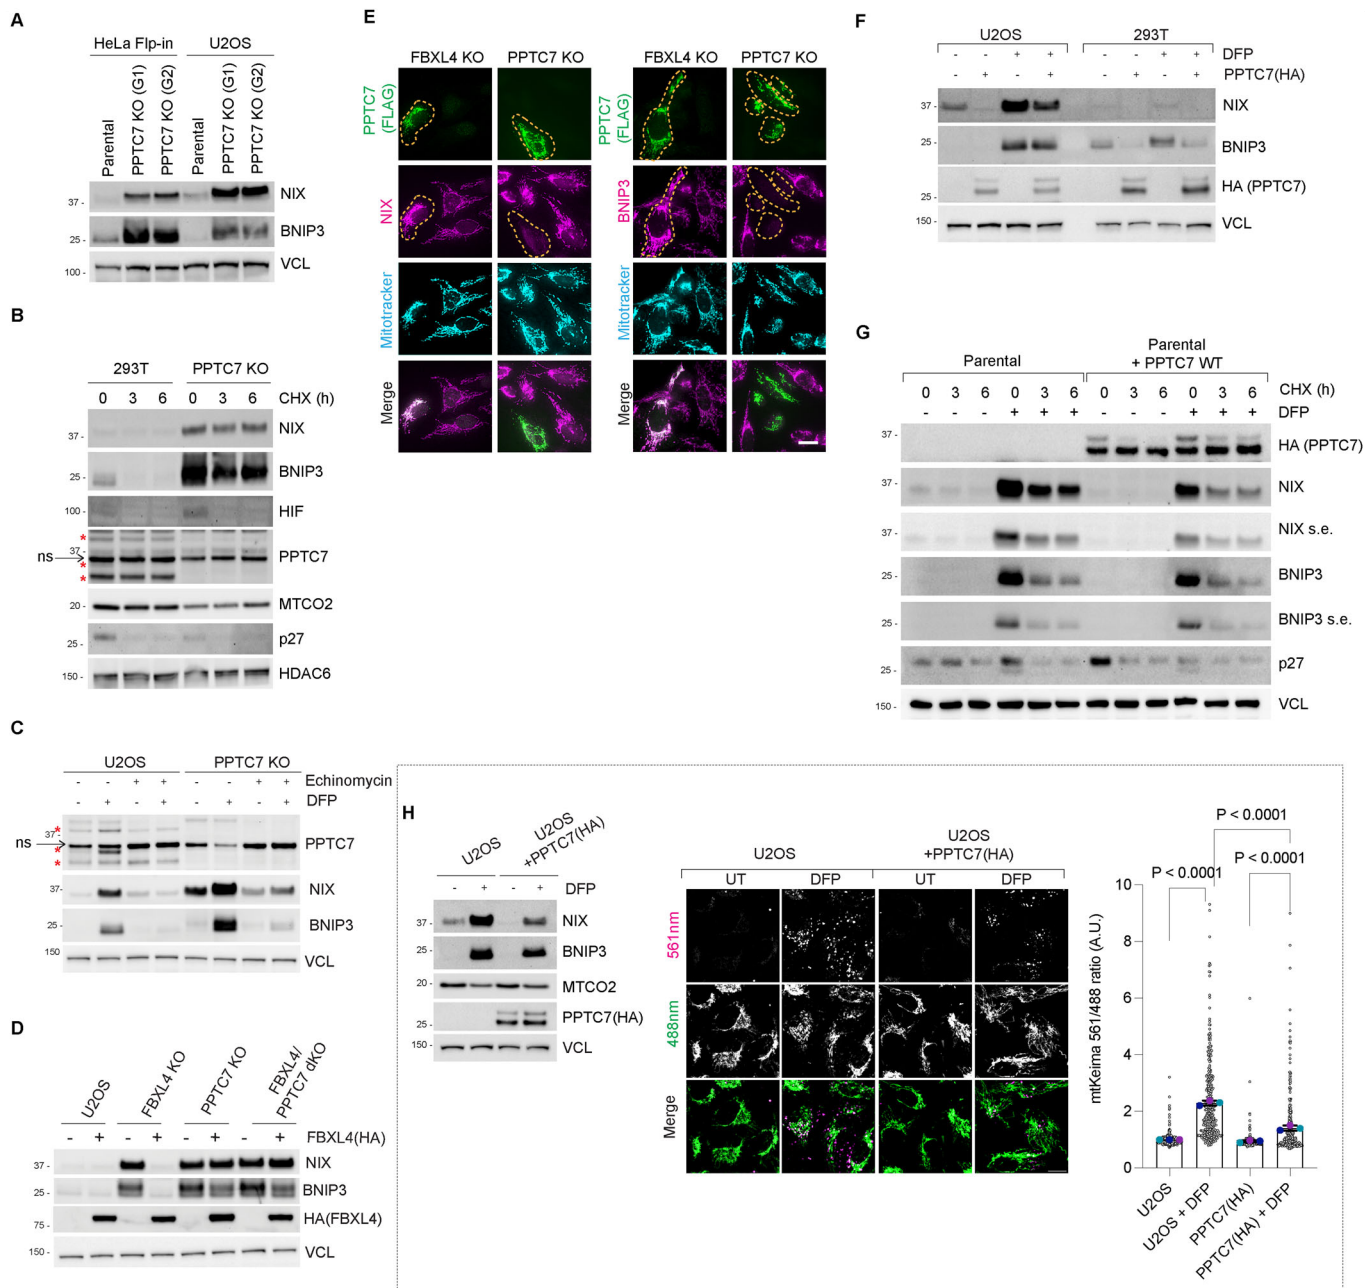 A
HeLa Flp-in U2OS
Parental
PPTC7 KO (G1)
PPTC7 KO (G2)
Parental
PPTC7 KO (G1)
PPTC7 KO (G2)
37 - NIX
25 - BNIP3
100 - VCL
B
293T PPTC7 KO
0 3 6 0 3 6 CHX (h)
37 - NIX
25 - BNIP3
100 - HIF
*
ns 37 - PPTC7
*
*
20 - MTCO2
25 - p27
150 - HDAC6
C
U2OS PPTC7 KO
- - + + - - + + Echinomycin
- + - + - + - + DFP
*
37 -
ns PPTC7
*
*
37 - NIX
25 - BNIP3
150 VCL
D
U2OS
FBXL4 KO
PPTC7 KO
FBXL4/
PPTC7 dKO
- + - + - + - + FBXL4(HA)
37 - NIX
25 - BNIP3
75 - HA(FBXL4)
150 - VCL
E
FBXL4 KO PPTC7 KO FBXL4 KO PPTC7 KO
PPTC7
(FLAG)
NIX
Mitotracker
Merge
PPTC7
(FLAG)
BNIP3
Mitotracker
Merge
F
U2OS 293T
- - + + - - + + DFP
- + - + - + - + PPTC7(HA)
37 - NIX
25 - BNIP3
25 - HA (PPTC7)
150 - VCL
G
Parental
Parental
+ PPTC7 WT
0 3 6 0 3 6 0 3 6 0 3 6 CHX (h)
- - - + + + - - - + + + DFP
37 - HA (PPTC7)
37 - NIX
37 - NIX s.e.
25 - BNIP3
25 - BNIP3 s.e.
25 - p27
150 - VCL
H
U2OS
U2OS
+PPTC7(HA)
- + - + DFP
37 - NIX
25 - BNIP3
20 - MTCO2
25 - PPTC7(HA)
150 - VCL
U2OS
U2OS
+PPTC7(HA)
UT DFP UT DFP
561nm
488nm
Merge
P < 0.0001
P < 0.0001
P < 0.0001
mtKeima 561/488 ratio (A.U.)
10
8
6
4
2
0
U2OS
U2OS + DFP
PPTC7(HA)
PPTC7(HA) + DFP